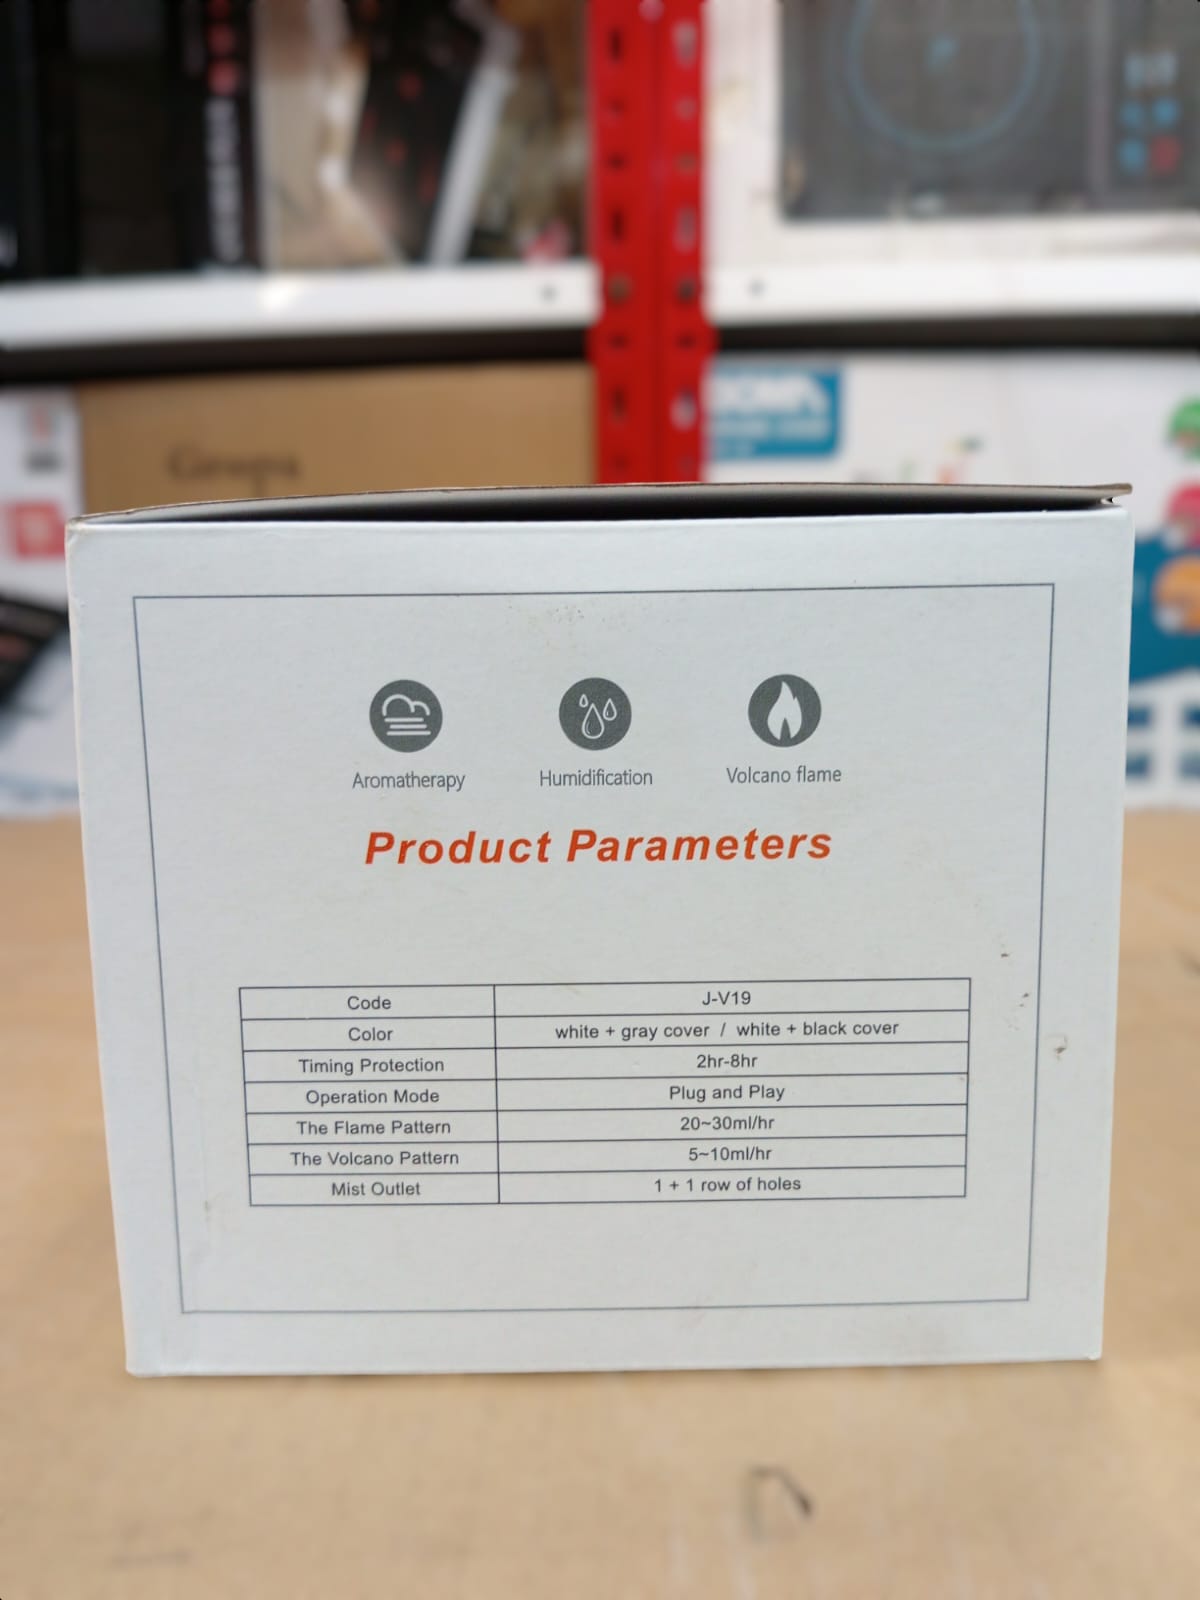 Aromatherapy
Humidification
Volcano flame
Product Parameters
Code J-V19
Color white + gray cover / white + black cover
Timing Protection 2hr-8hr
Operation Mode Plug and Play
The Flame Pattern 20~30ml/hr
The Volcano Pattern 5~10ml/hr
Mist Outlet 1 + 1 row of holes